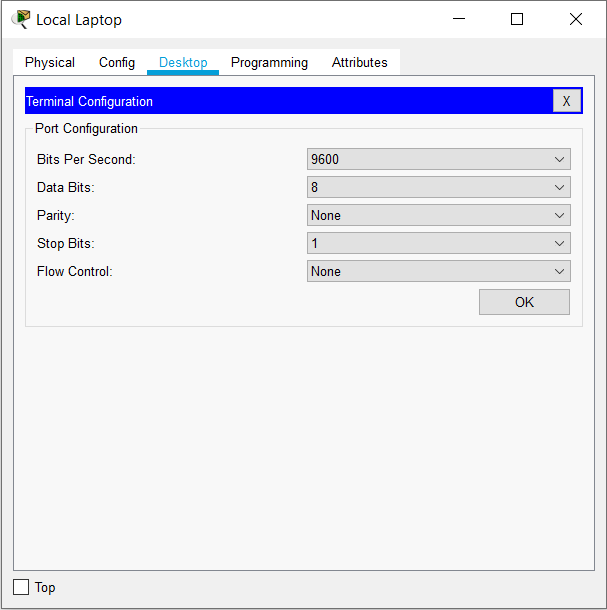 Local Laptop
Physical Config Desktop Programming Attributes
Terminal Configuration X
Port Configuration
Bits Per Second: 9600
Data Bits: 8
Parity: None
Stop Bits: 1
Flow Control: None
OK
Top